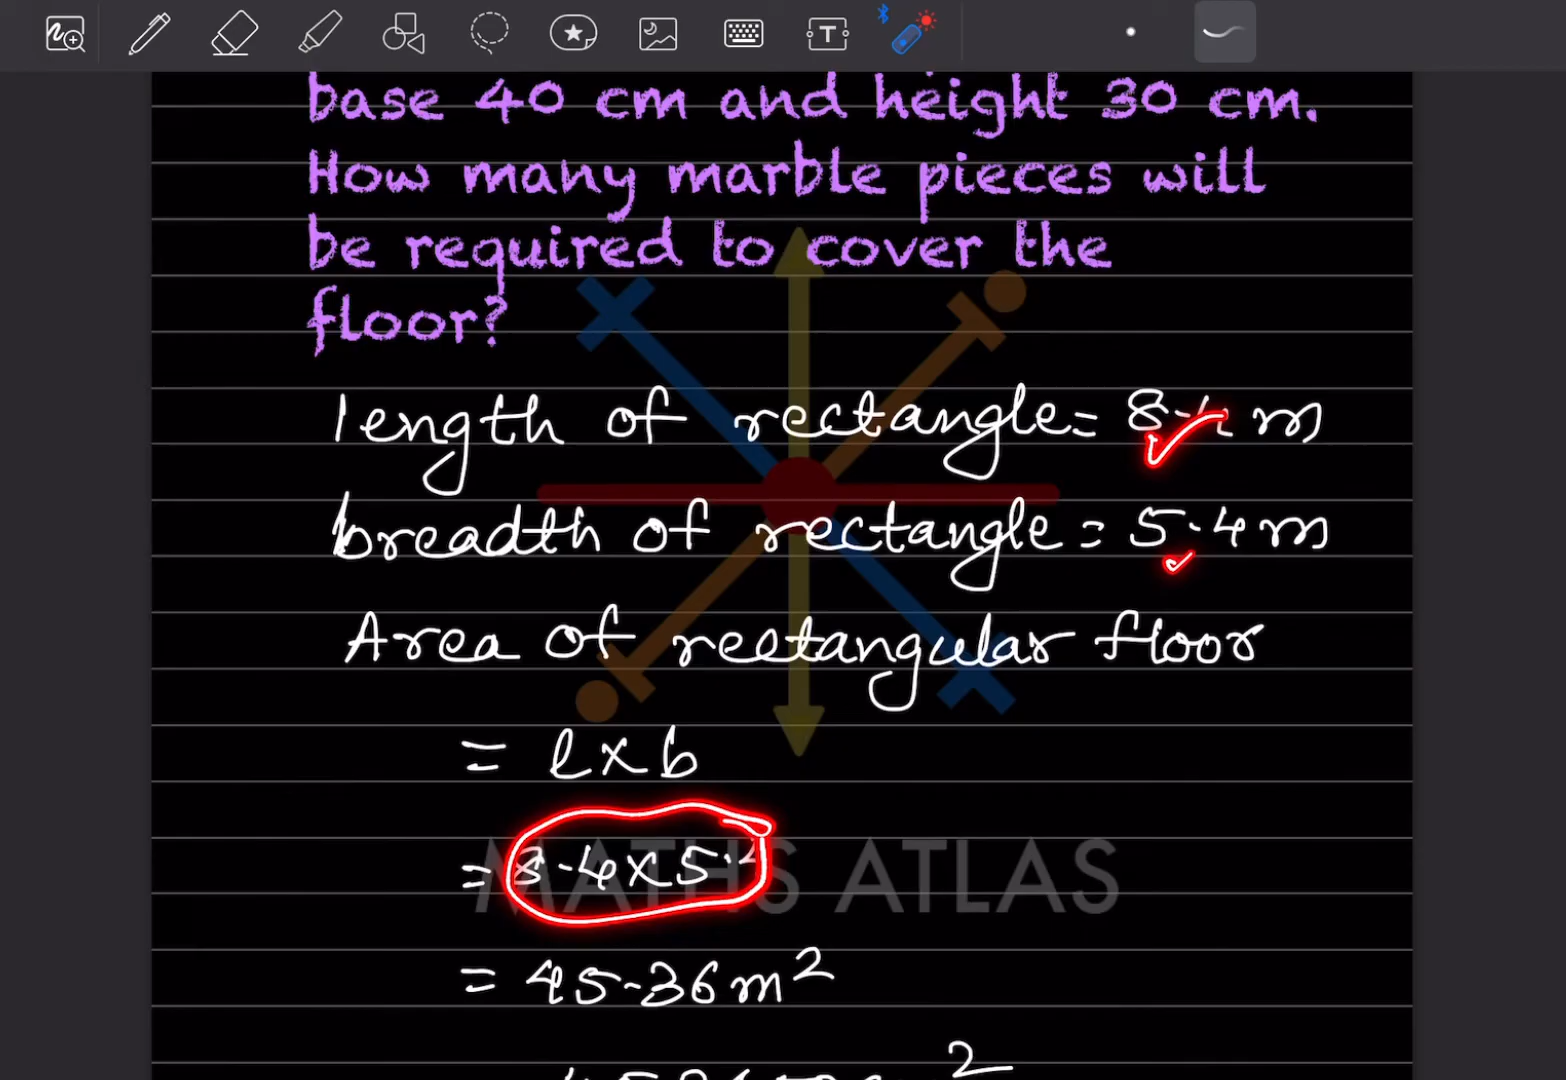 base 40 cm and height 30 cm.
How many marble pieces will
be required to cover the
floor?
length of rectangle = m
breadth of rectangle = 5.4 m
Area of rectangular floor
= l x b
= 8.4 x 5.4
= 45.36 m²
MATHS ATLAS